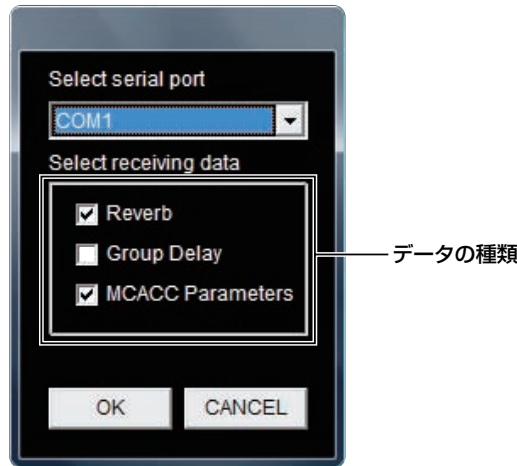 Select serial port
COM1
Select receiving data
Reverb
Group Delay
MCACC Parameters
データの種類
OK
CANCEL